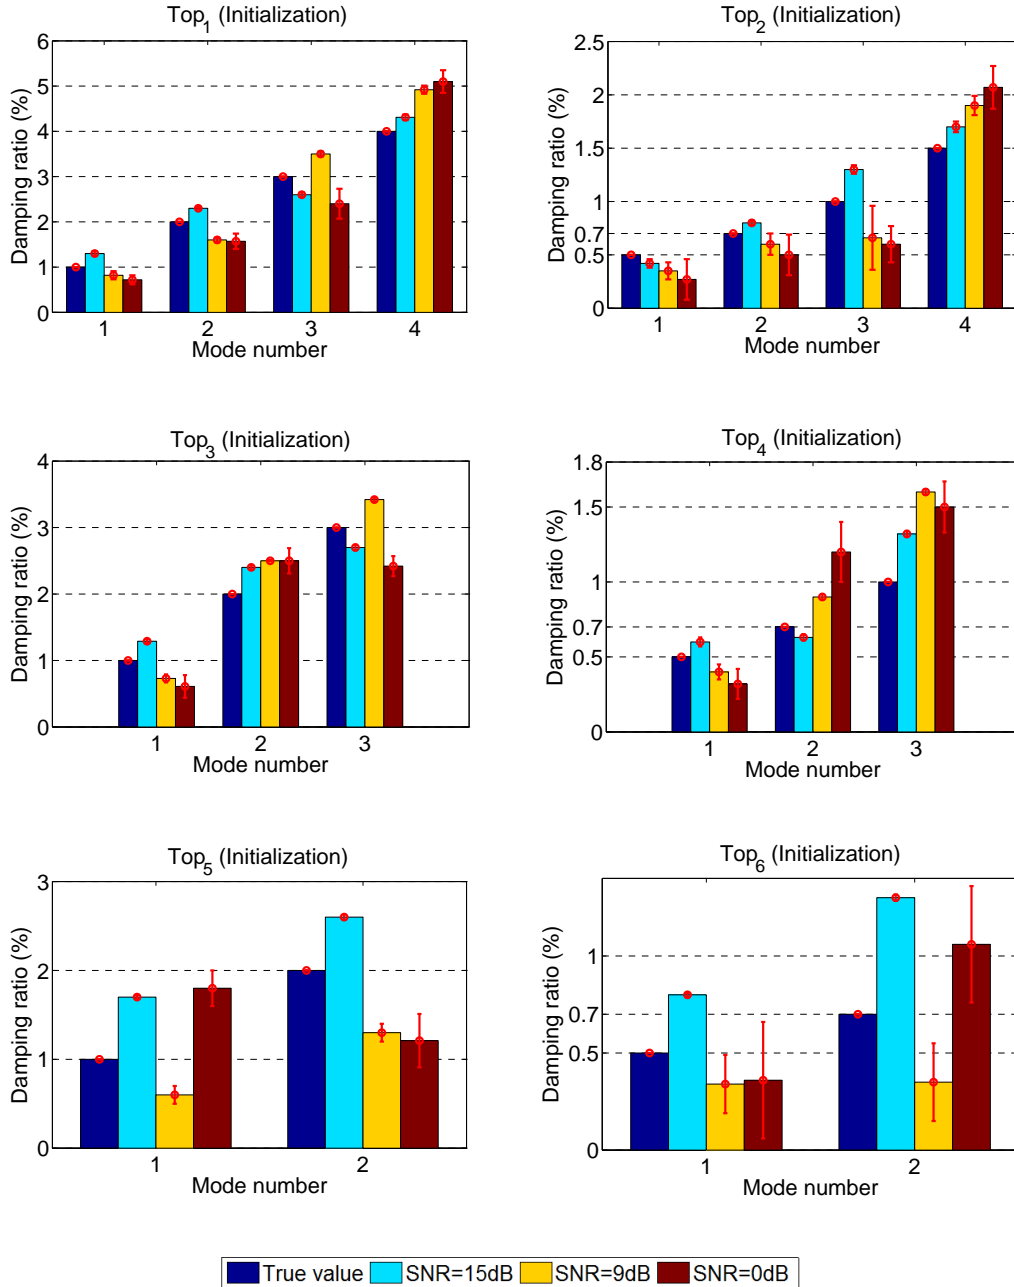 Top1 (Initialization)
Damping ratio (%)
6
5
4
3
2
1
0
1 2 3 4
Mode number
Top2 (Initialization)
Damping ratio (%)
2.5
2
1.5
1
0.7
0.5
0
1 2 3 4
Mode number
Top3 (Initialization)
Damping ratio (%)
4
3
2
1
0
1 2 3
Mode number
Top4 (Initialization)
Damping ratio (%)
1.8
1.5
1
0.7
0.5
0
1 2 3
Mode number
Top5 (Initialization)
Damping ratio (%)
3
2
1
0
1 2
Mode number
Top6 (Initialization)
Damping ratio (%)
1
0.7
0.5
0
1 2
Mode number
True value SNR=15dB SNR=9dB SNR=0dB